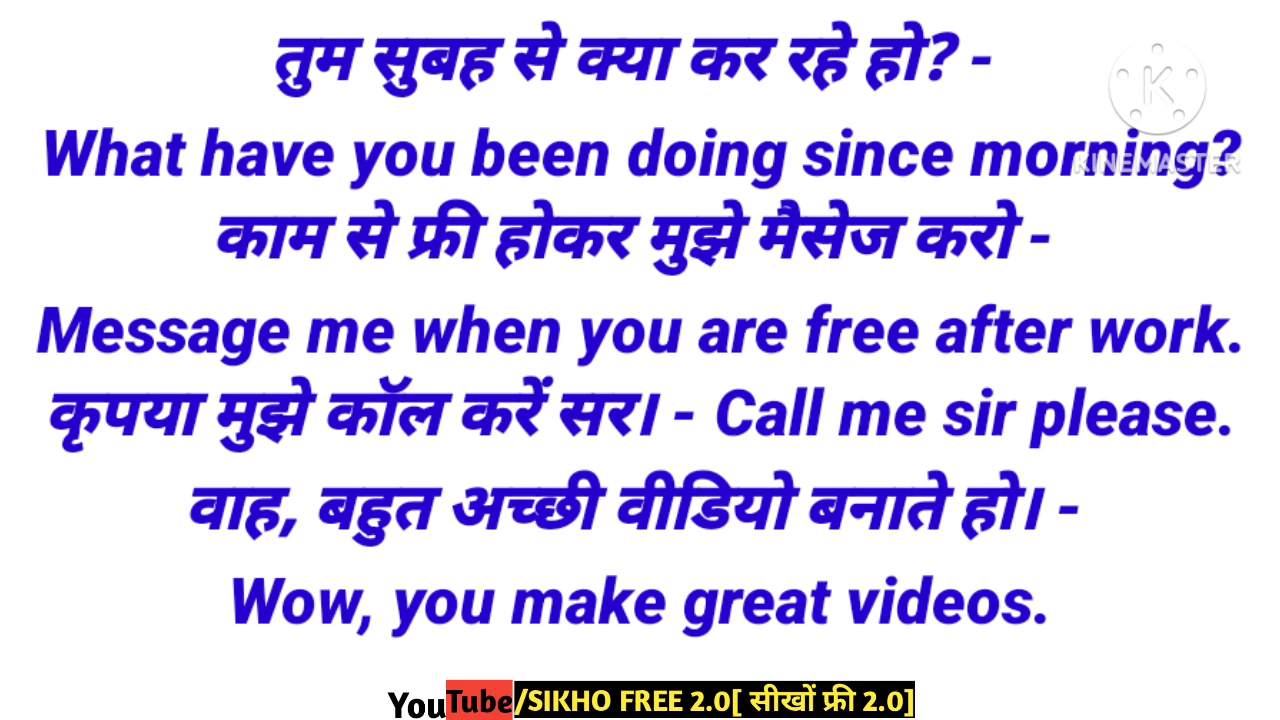 तुम सुबह से क्या कर रहे हो? -
What have you been doing since morning?
KINEMASTER
काम से फ्री होकर मुझे मैसेज करो -
Message me when you are free after work.
कृपया मुझे कॉल करें सर। - Call me sir please.
वाह, बहुत अच्छी वीडियो बनाते हो। -
Wow, you make great videos.
YouTube/SIKHO FREE 2.0[ सीखों फ्री 2.0]